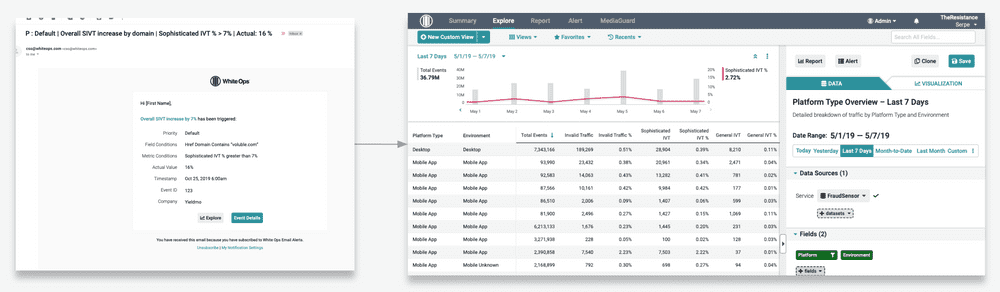 P : Default | Overall SIVT increase by domain | Sophisticated IVT % > 7% | Actual: 16 %
to me
White Ops
Hi [First Name],
Overall SIVT increase by 7% has been triggered:
Priority Default
Field Conditions Href Domain Contains "voluble.com"
Metric Conditions Sophisticated IVT % greater than 7%
Actual Value 16%
Timestamp Oct 25, 2019 6:00am
Event ID 123
Company Yieldmo
Explore Event Details
You have received this email because you have subscribed to White Ops Email Alerts.
Unsubscribe | My Notification Settings
Summary Explore Report Alert MediaGuard
Admin
TheResistance
Serpe
New Custom View Views Favorites Recents
Search All Fields...
Last 7 Days 5/1/19 — 5/7/19
Total Events
36.79M
40M
30M
20M
10M
0M
20%
15%
10%
5%
0%
May 1 May 2 May 3 May 4 May 5 May 6 May 7
Sophisticated IVT %
2.72%
Platform Type Environment Total Events Invalid Traffic Invalid Traffic % Sophisticated IVT Sophisticated IVT % General IVT General IVT %
Desktop Desktop 7,343,166 189,269 0.51% 28,904 0.39% 8,210 0.11%
Mobile App Mobile App 93,990 23,432 0.38% 20,961 0.34% 2,471 0.04%
Mobile App Mobile App 92,583 14,063 0.43% 13,282 0.41% 781 0.02%
Mobile App Mobile App 87,566 10,161 0.42% 9,984 0.42% 177 0.01%
Mobile App Mobile App 86,510 2,006 0.09% 1,407 0.06% 599 0.03%
Mobile App Mobile App 81,900 2,496 0.27% 1,427 0.15% 1,069 0.11%
Mobile App Mobile App 6,213,133 1,676 0.23% 1,445 0.20% 231 0.03%
Mobile App Mobile App 3,271,938 228 0.05% 100 0.02% 128 0.03%
Mobile App Mobile App 2,390,858 7,540 2.23% 7,503 2.22% 37 0.01%
Mobile App Mobile Unknown 2,168,899 792 0.30% 698 0.27% 94 0.04%
Report Alert Clone Save
DATA VISUALIZATION
Platform Type Overview – Last 7 Days
Detailed breakdown of traffic by Platform Type and Environment
Date Range: 5/1/19 — 5/7/19
Today Yesterday Last 7 Days Month-to-Date Last Month Custom
Data Sources (1)
Service FraudSensor
+ datasets
Fields (2)
Platform Environment
+ fields